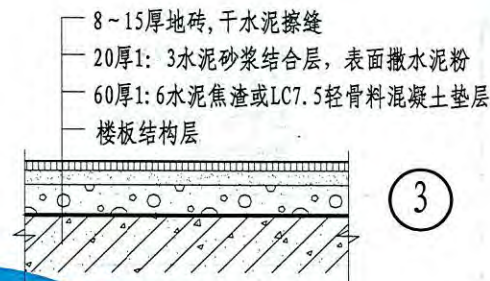 8~15厚地砖,干水泥擦缝
20厚1: 3水泥砂浆结合层, 表面撒水泥粉
60厚1:6水泥焦渣或LC7.5轻骨料混凝土垫层
楼板结构层
3